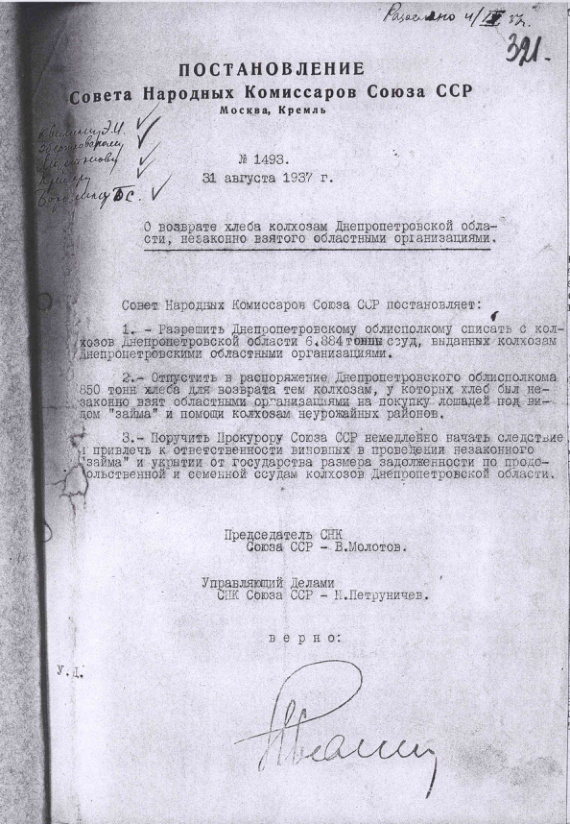 Разослано 4/IX 37г.
321.
ПОСТАНОВЛЕНИЕ
Совета Народных Комиссаров Союза ССР
Москва, Кремль
№ 1493.
31 августа 1937 г.
О возврате хлеба колхозам Днепропетровской обла-
сти, незаконно взятого областными организациями.
Совет Народных Комиссаров Союза ССР постановляет:
1. - Разрешить Днепропетровскому облисполкому списать с кол-
хозов Днепропетровской области 6.884 тонны ссуд, выданных колхозам
Днепропетровскими областными организациями.
2.- Отпустить в распоряжение Днепропетровского облисполкома
850 тонн хлеба для возврата тем колхозам, у которых хлеб был не-
законно взят областными организациями на покупку лошадей под ви-
дом "займа" и помощи колхозам неурожайных районов.
3.- Поручить Прокурору Союза ССР немедленно начать следствие
и привлечь к ответственности виновных в проведении незаконного
"займа" и укрытии от государства размера задолженности по продо-
вольственной и семенной ссудам колхозов Днепропетровской области.
Председатель СНК
Союза ССР - В.Молотов.
Управляющий Делами
СНК Союза ССР - Н.Петруничев.
верно:
У.Д.